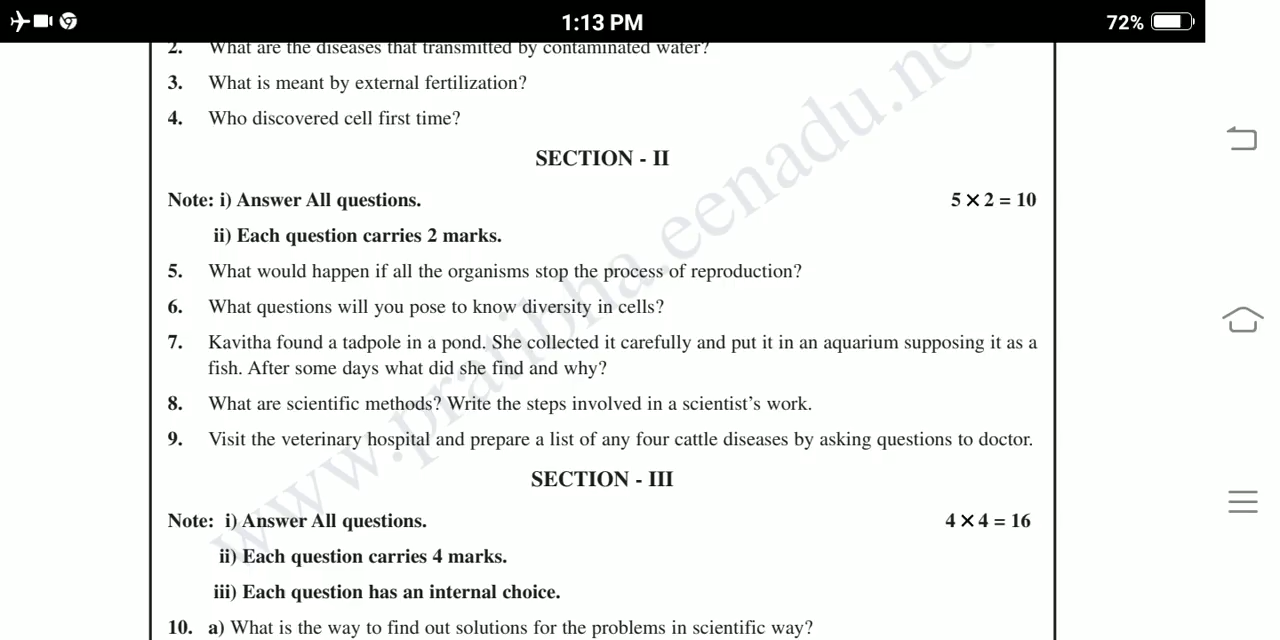 1:13 PM
72%
2. What are the diseases that transmitted by contaminated water?
3. What is meant by external fertilization?
4. Who discovered cell first time?
SECTION - II
Note: i) Answer All questions. 5 × 2 = 10
ii) Each question carries 2 marks.
5. What would happen if all the organisms stop the process of reproduction?
6. What questions will you pose to know diversity in cells?
7. Kavitha found a tadpole in a pond. She collected it carefully and put it in an aquarium supposing it as a
fish. After some days what did she find and why?
8. What are scientific methods? Write the steps involved in a scientist's work.
9. Visit the veterinary hospital and prepare a list of any four cattle diseases by asking questions to doctor.
SECTION - III
Note: i) Answer All questions. 4 × 4 = 16
ii) Each question carries 4 marks.
iii) Each question has an internal choice.
10. a) What is the way to find out solutions for the problems in scientific way?
www.pratibha.eenadu.net